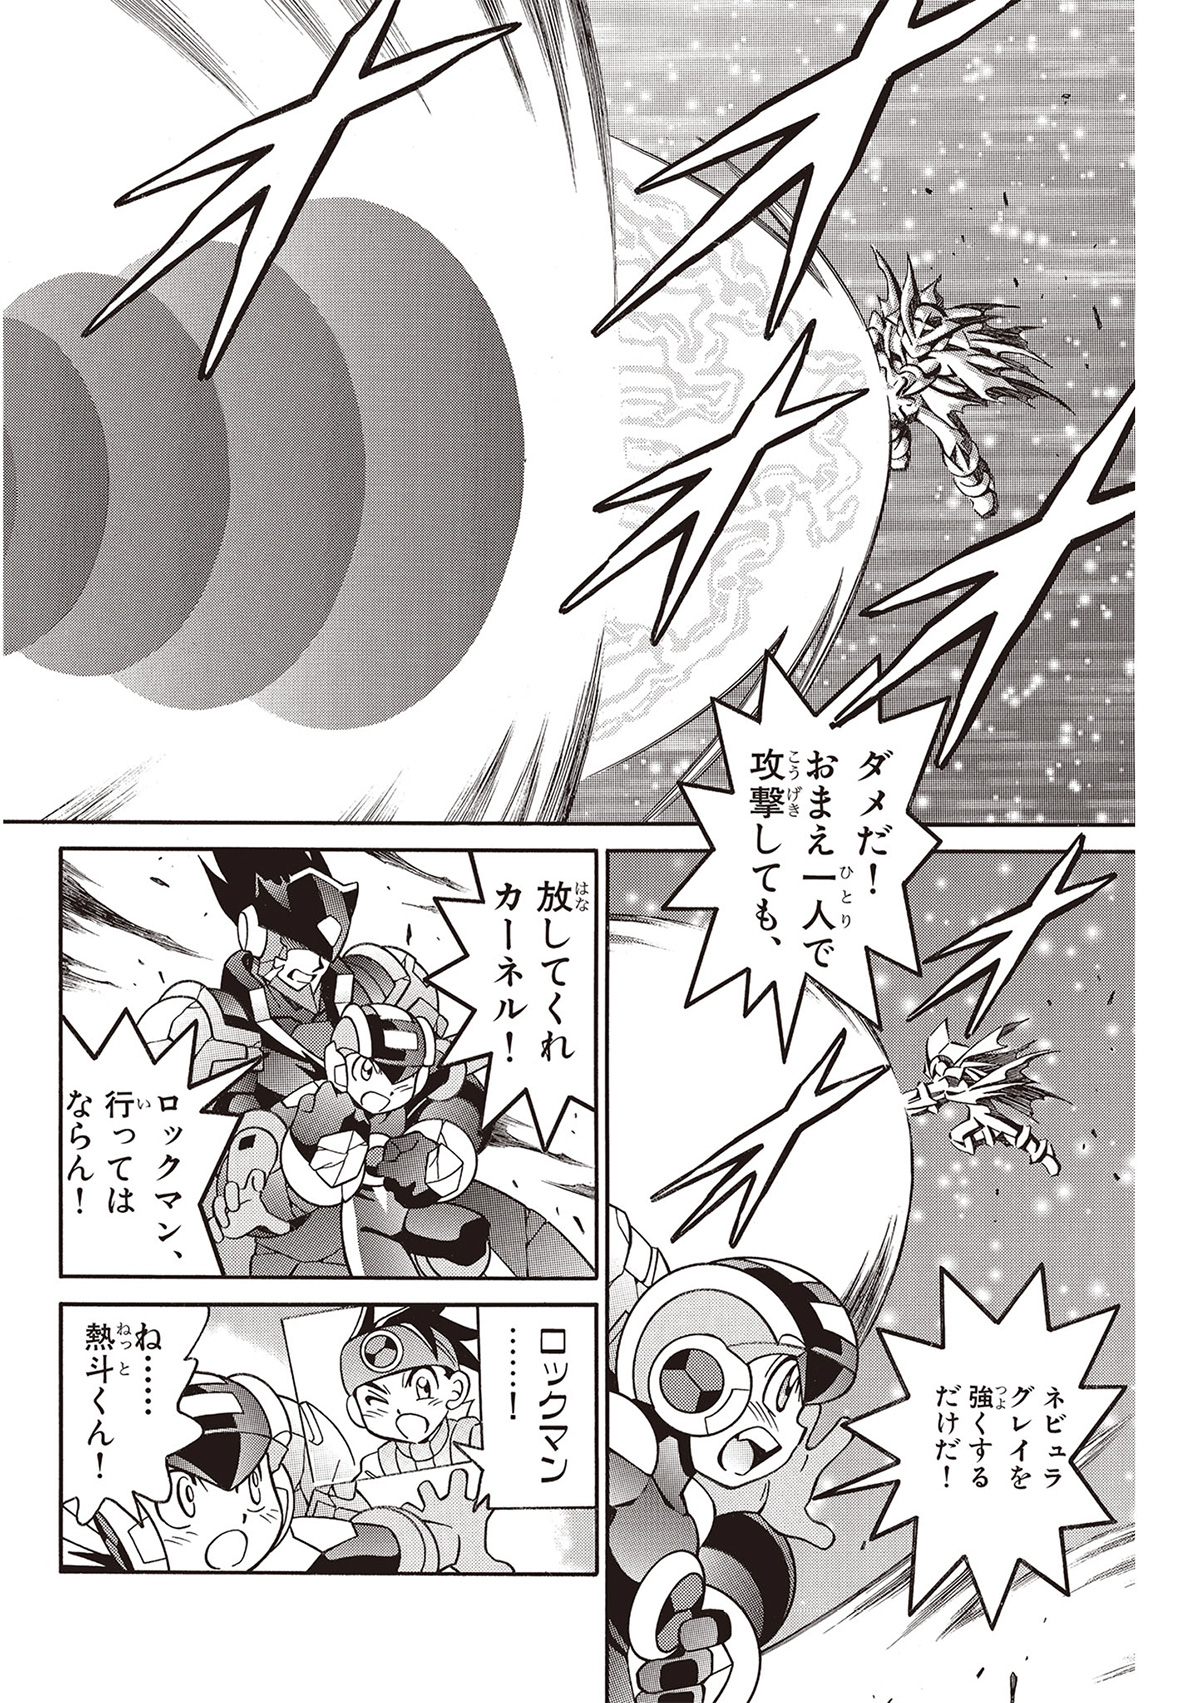 ダメだ！
おまえ一人で
攻撃しても、
ネビュラ
グレイを
強くする
だけだ！
放してくれ
カーネル！
ロックマン、
行っては
ならん！
ロックマン
……！
ね……
熱斗くん！